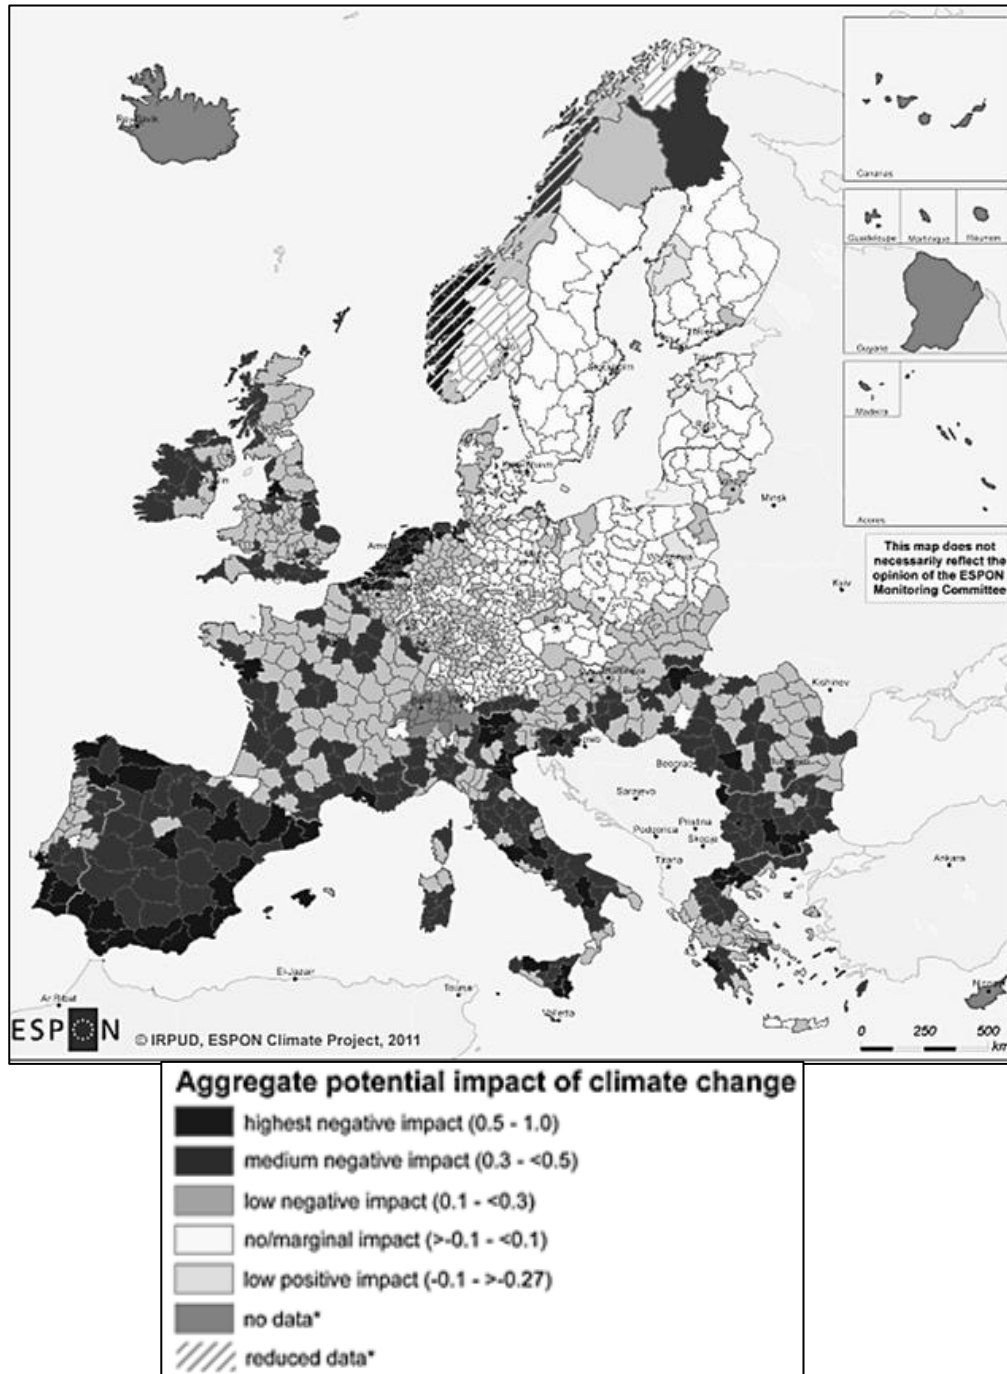 Canarias
Guadeloupe
Martinique
Réunion
Guyane
Madeira
Acores
This map does not
necessarily reflect the
opinion of the ESPON
Monitoring Committee
Minsk
Kyiv
Kishinev
Beograd
Sarajevo
Pristina
Podgorica
Skopje
Tirana
Ankara
El-Jazair
Tounis
Ar Ribat
Valletta
ESPON
© IRPUD, ESPON Climate Project, 2011
0 250 500
km
Aggregate potential impact of climate change
highest negative impact (0.5 - 1.0)
medium negative impact (0.3 - <0.5)
low negative impact (0.1 - <0.3)
no/marginal impact (>-0.1 - <0.1)
low positive impact (-0.1 - >-0.27)
no data*
reduced data*